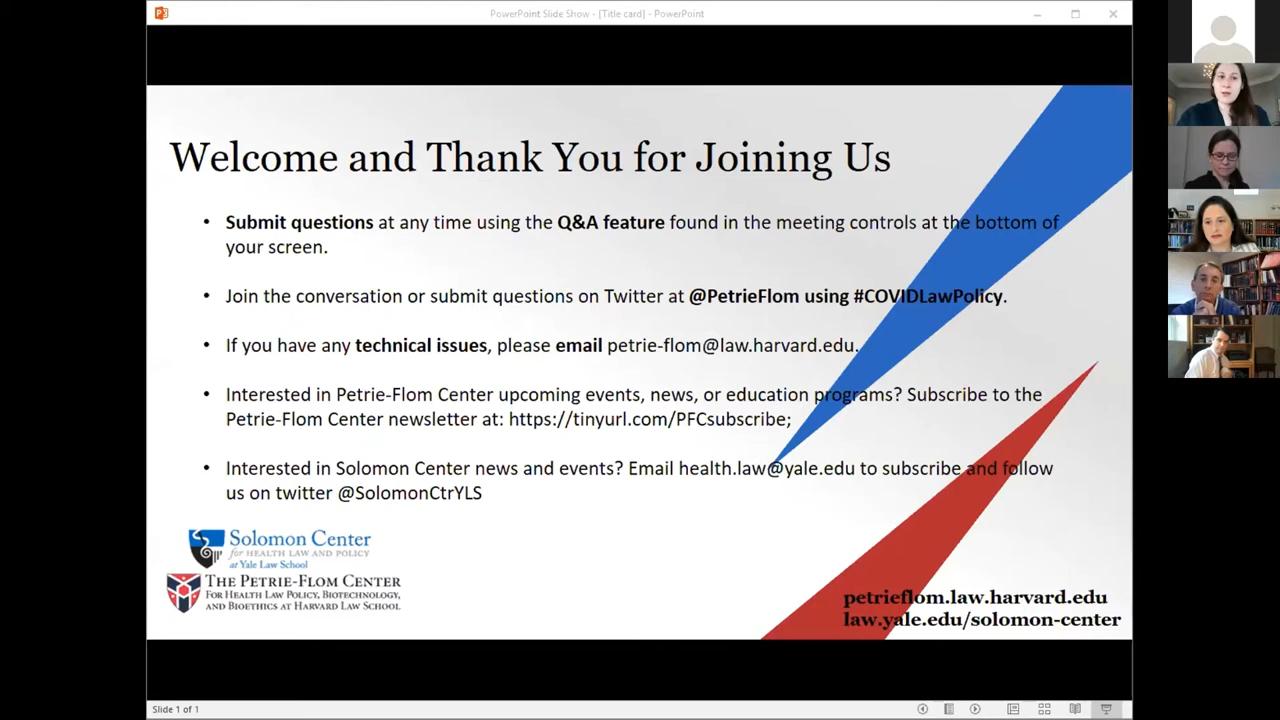 PowerPoint Slide Show - [Title card] - PowerPoint
Welcome and Thank You for Joining Us
• Submit questions at any time using the Q&A feature found in the meeting controls at the bottom of
your screen.
• Join the conversation or submit questions on Twitter at @PetrieFlom using #COVIDLawPolicy.
• If you have any technical issues, please email petrie-flom@law.harvard.edu.
• Interested in Petrie-Flom Center upcoming events, news, or education programs? Subscribe to the
Petrie-Flom Center newsletter at: https://tinyurl.com/PFCsubscribe;
• Interested in Solomon Center news and events? Email health.law@yale.edu to subscribe and follow
us on twitter @SolomonCtrYLS
Solomon Center
for HEALTH LAW AND POLICY
at Yale Law School
THE PETRIE-FLOM CENTER
FOR HEALTH LAW POLICY, BIOTECHNOLOGY,
AND BIOETHICS AT HARVARD LAW SCHOOL
petrieflom.law.harvard.edu
law.yale.edu/solomon-center
Slide 1 of 1